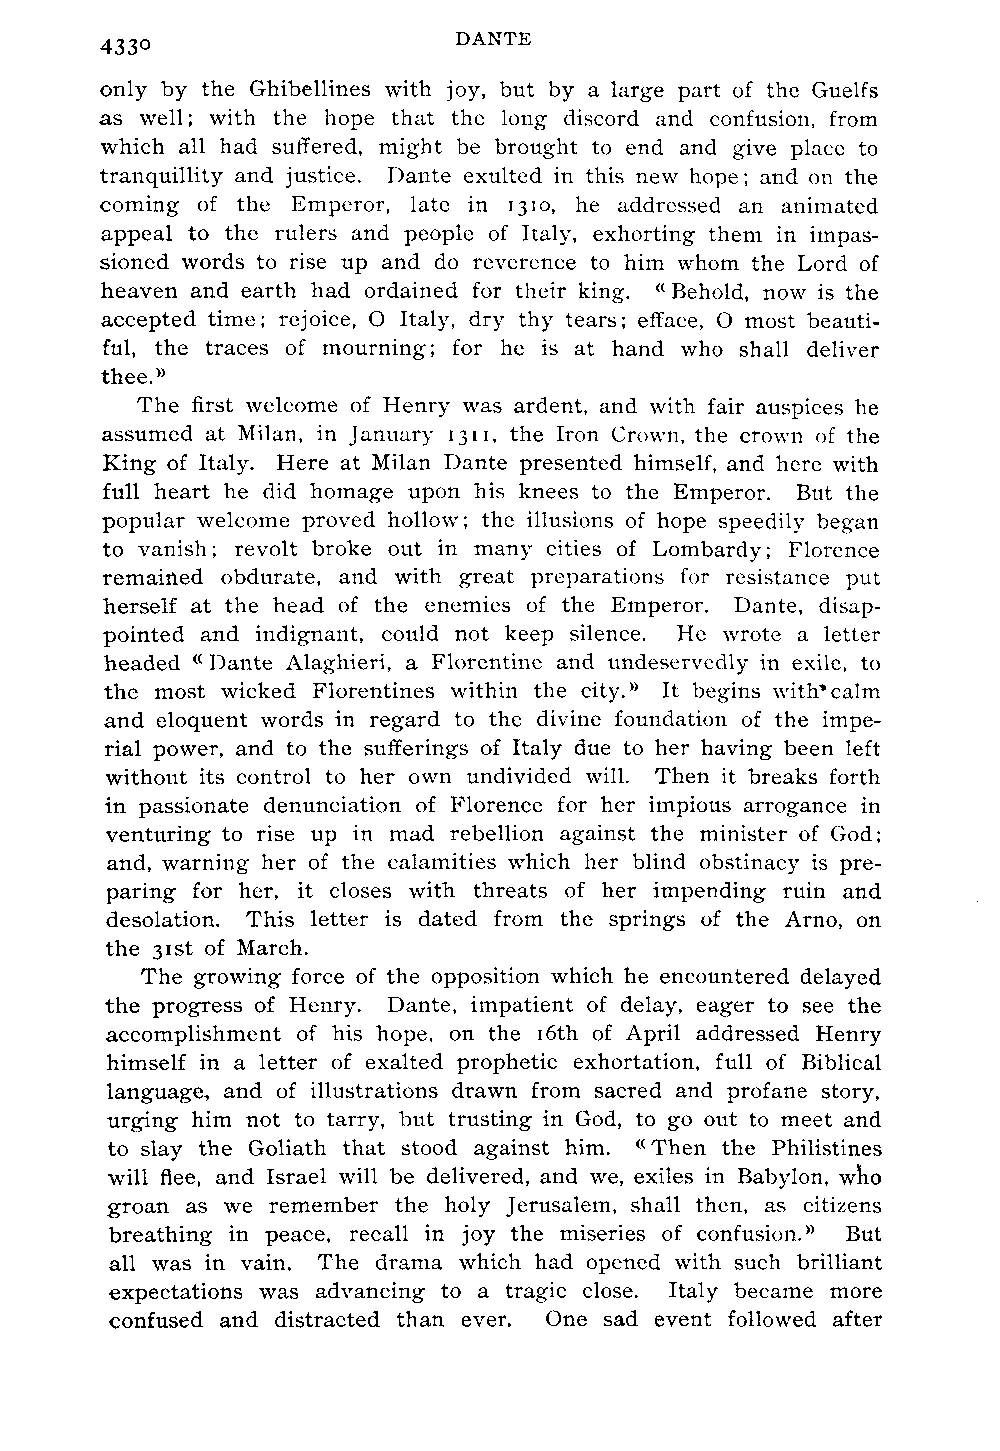 4330
DANTE
only by the Ghibellines with joy, but by a large part of the Guelfs
as well; with the hope that the long discord and confusion, from
which all had suffered, might be brought to end and give place to
tranquillity and justice. Dante exulted in this new hope; and on the
coming of the Emperor, late in 1310, he addressed an animated
appeal to the rulers and people of Italy, exhorting them in impas-
sioned words to rise up and do reverence to him whom the Lord of
heaven and earth had ordained for their king. «Behold, now is the
accepted time; rejoice, O Italy, dry thy tears; efface, O most beauti-
ful, the traces of mourning; for he is at hand who shall deliver
thee.»
The first welcome of Henry was ardent, and with fair auspices he
assumed at Milan, in January 1311, the Iron Crown, the crown of the
King of Italy. Here at Milan Dante presented himself, and here with
full heart he did homage upon his knees to the Emperor. But the
popular welcome proved hollow; the illusions of hope speedily began
to vanish; revolt broke out in many cities of Lombardy; Florence
remained obdurate, and with great preparations for resistance put
herself at the head of the enemies of the Emperor. Dante, disap-
pointed and indignant, could not keep silence. He wrote a letter
headed «Dante Alaghieri, a Florentine and undeservedly in exile, to
the most wicked Florentines within the city.» It begins with calm
and eloquent words in regard to the divine foundation of the impe-
rial power, and to the sufferings of Italy due to her having been left
without its control to her own undivided will. Then it breaks forth
in passionate denunciation of Florence for her impious arrogance in
venturing to rise up in mad rebellion against the minister of God;
and, warning her of the calamities which her blind obstinacy is pre-
paring for her, it closes with threats of her impending ruin and
desolation. This letter is dated from the springs of the Arno, on
the 31st of March.
The growing force of the opposition which he encountered delayed
the progress of Henry. Dante, impatient of delay, eager to see the
accomplishment of his hope, on the 16th of April addressed Henry
himself in a letter of exalted prophetic exhortation, full of Biblical
language, and of illustrations drawn from sacred and profane story,
urging him not to tarry, but trusting in God, to go out to meet and
to slay the Goliath that stood against him. «Then the Philistines
will flee, and Israel will be delivered, and we, exiles in Babylon, who
groan as we remember the holy Jerusalem, shall then, as citizens
breathing in peace, recall in joy the miseries of confusion.» But
all was in vain. The drama which had opened with such brilliant
expectations was advancing to a tragic close. Italy became more
confused and distracted than ever. One sad event followed after